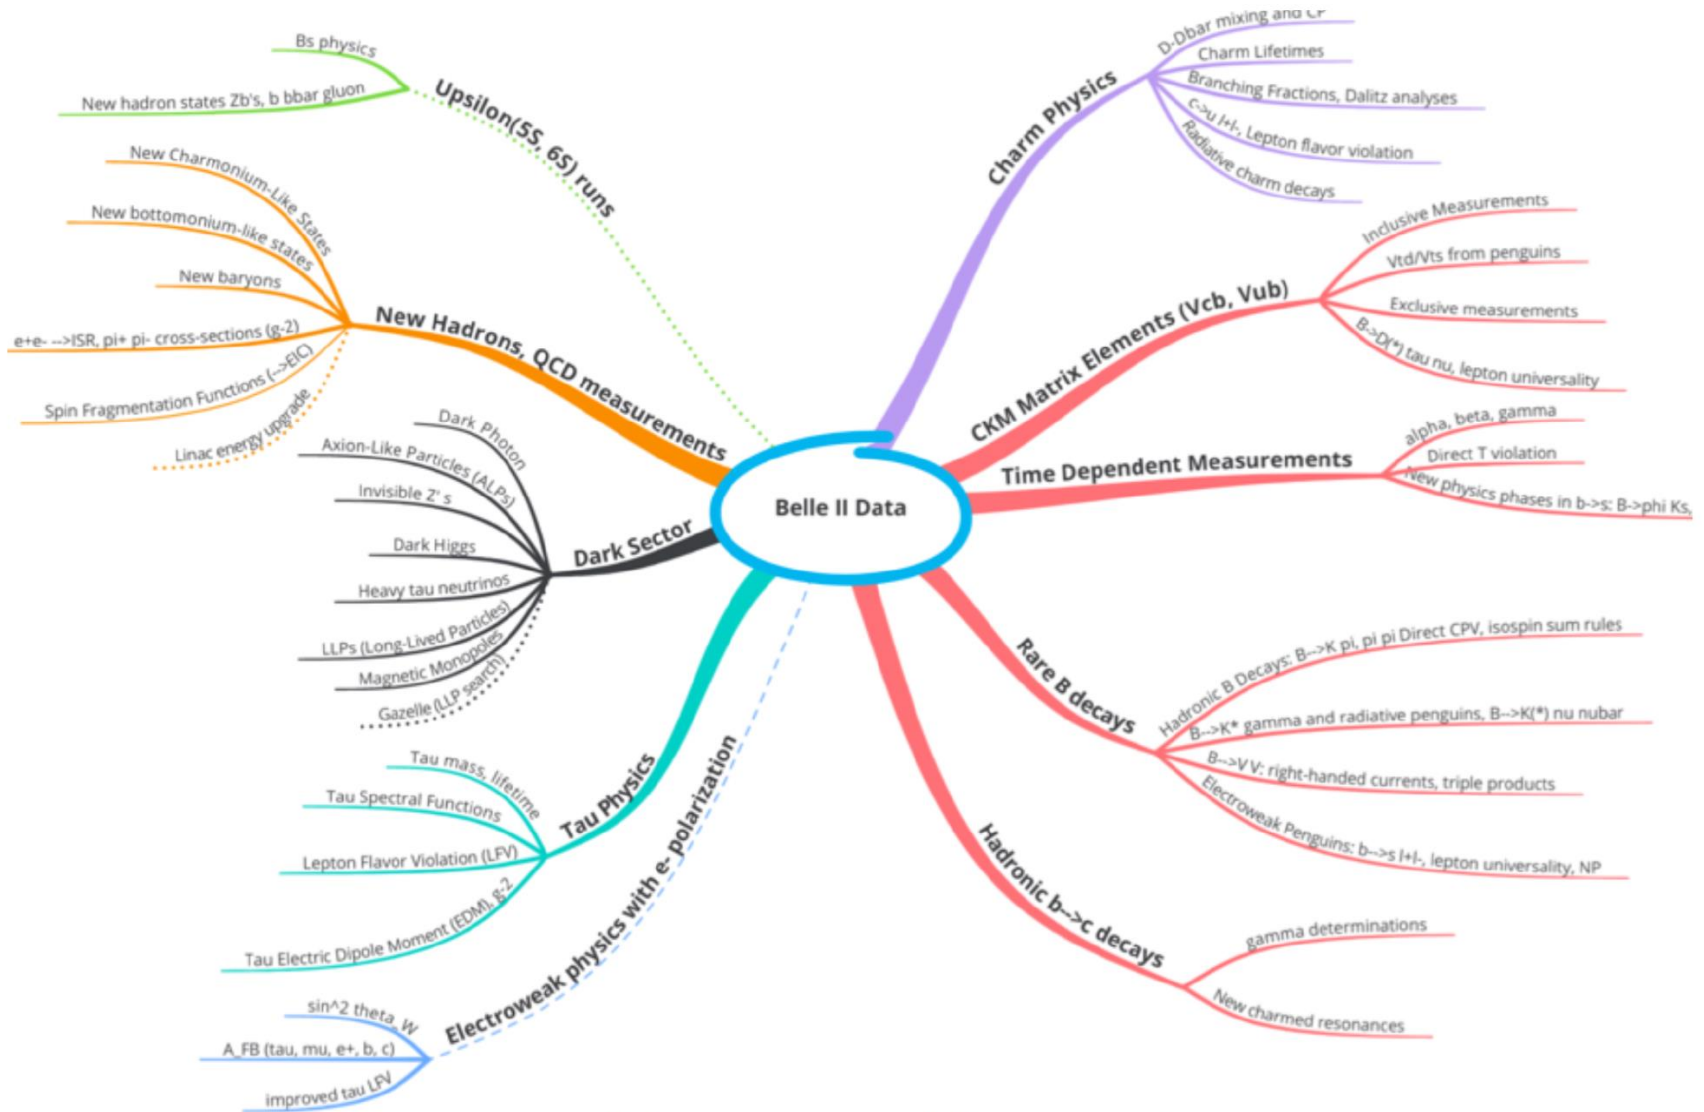 Belle II Data
Upsilon(5S, 6S) runs
Bs physics
New hadron states Zb's, b bbar gluon
New Hadrons, QCD measurements
New Charmonium-Like States
New bottomonium-like states
New baryons
e+e- -->ISR, pi+ pi- cross-sections (g-2)
Spin Fragmentation Functions (-->EIC)
Linac energy upgrade
Dark Sector
Dark Photon
Axion-Like Particles (ALPs)
Invisible Z' s
Dark Higgs
Heavy tau neutrinos
LLPs (Long-Lived Particles)
Magnetic Monopoles
Gazelle (LLP search)
Tau Physics
Tau mass, lifetime
Tau Spectral Functions
Lepton Flavor Violation (LFV)
Tau Electric Dipole Moment (EDM), g-2
Electroweak physics with e- polarization
sin^2 theta_W
A_FB (tau, mu, e+, b, c)
improved tau LFV
Charm Physics
D-Dbar mixing and CP
Charm Lifetimes
Branching Fractions, Dalitz analyses
c->u l+l-, Lepton flavor violation
Radiative charm decays
CKM Matrix Elements (Vcb, Vub)
Inclusive Measurements
Vtd/Vts from penguins
Exclusive measurements
B->D(*) tau nu, lepton universality
Time Dependent Measurements
alpha, beta, gamma
Direct T violation
New physics phases in b->s: B->phi Ks,
Rare B decays
Hadronic B Decays: B-->K pi, pi pi Direct CPV, isospin sum rules
B-->K* gamma and radiative penguins, B-->K(*) nu nubar
B-->V V: right-handed currents, triple products
Electroweak Penguins: b-->s l+l-, lepton universality, NP
Hadronic b-->c decays
gamma determinations
New charmed resonances